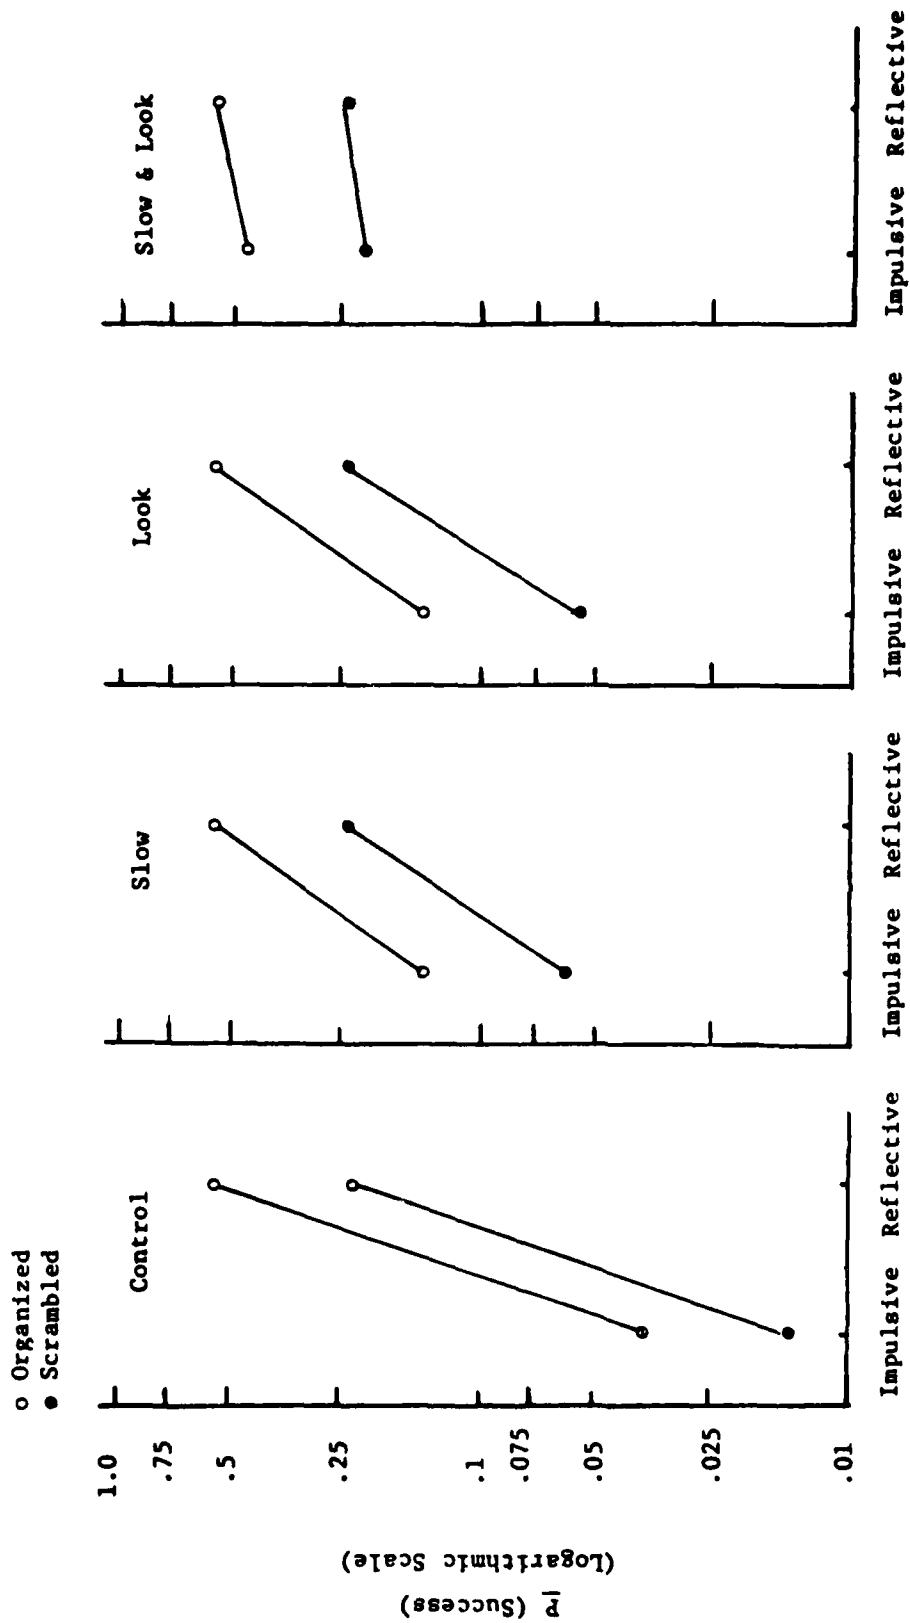 o Organized
● Scrambled
P̄ (Success)
(Logarithmic Scale)
1.0
.75
.5
.25
.1
.075
.05
.025
.01
Control
Impulsive Reflective
Slow
Impulsive Reflective
Look
Impulsive Reflective
Slow & Look
Impulsive Reflective